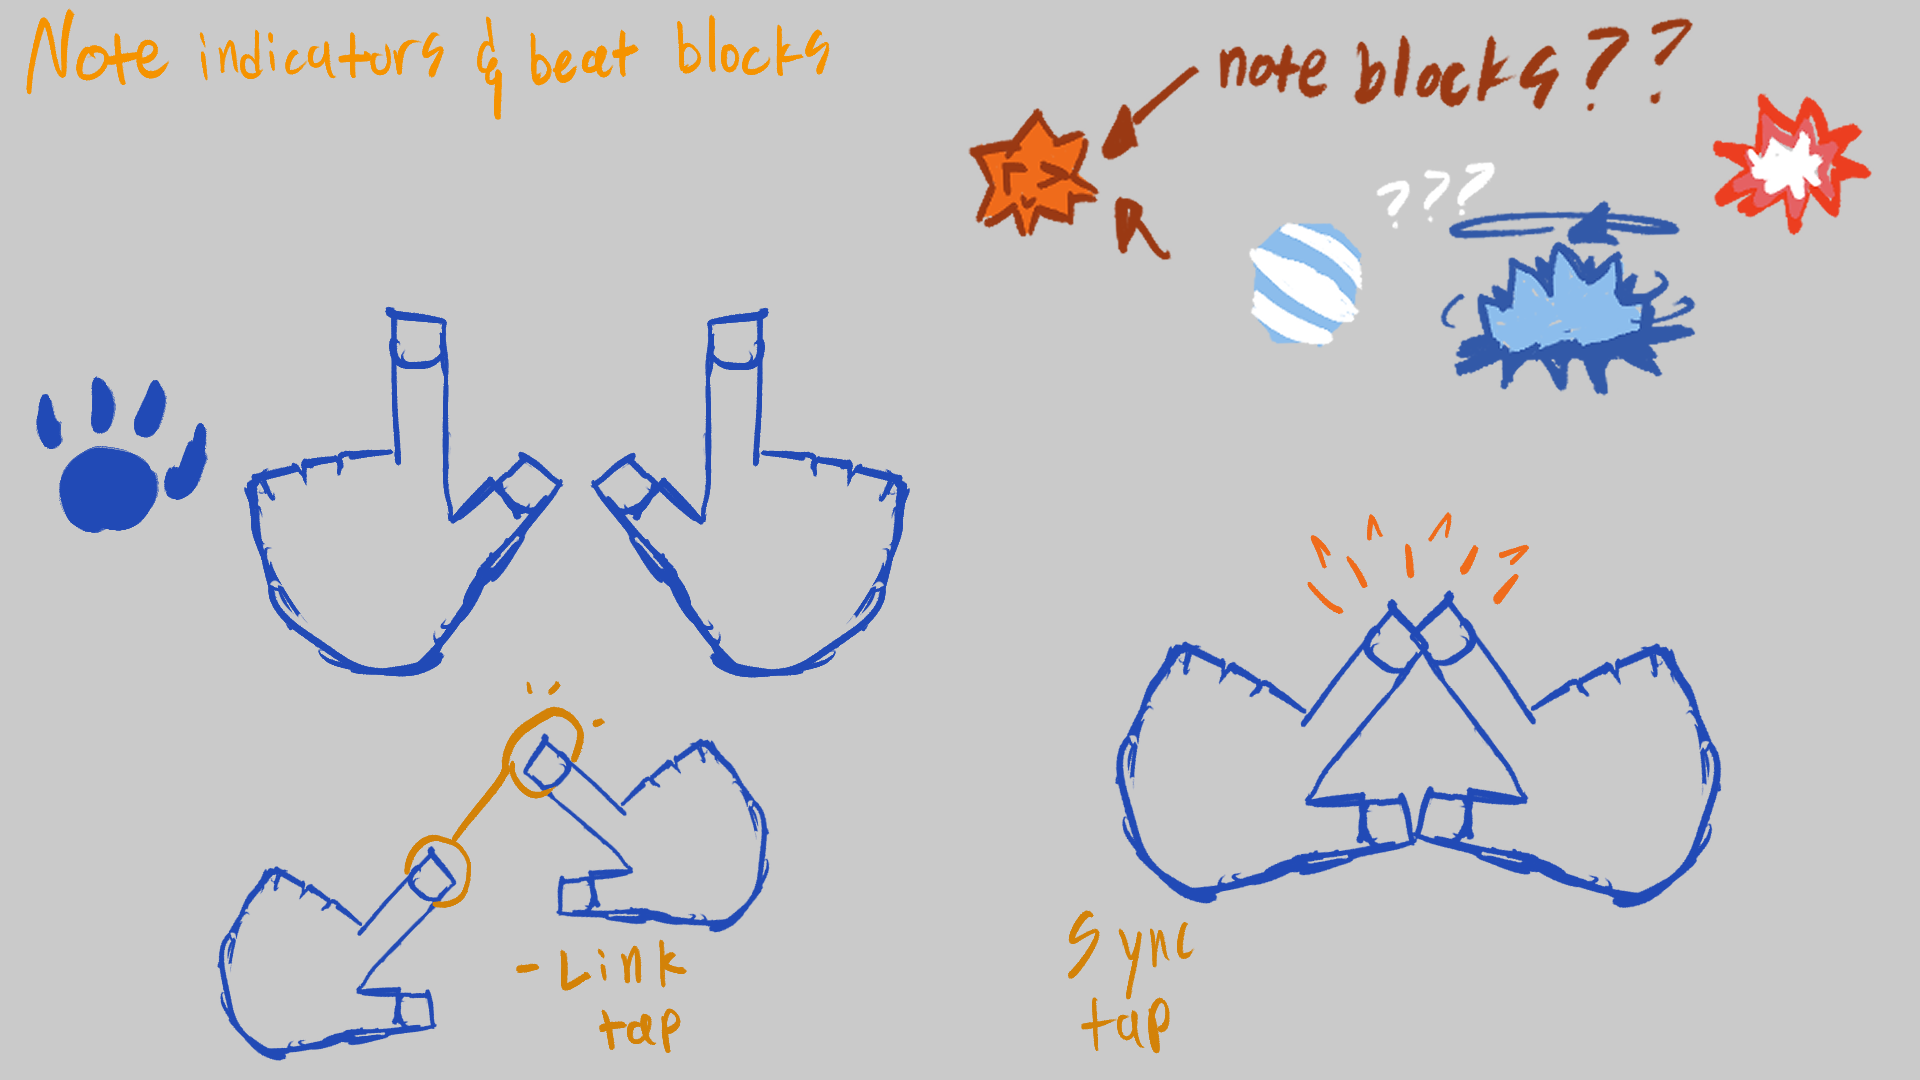 Note indicators & beat blocks
note blocks??
R
???
- Link
tap
Sync
tap